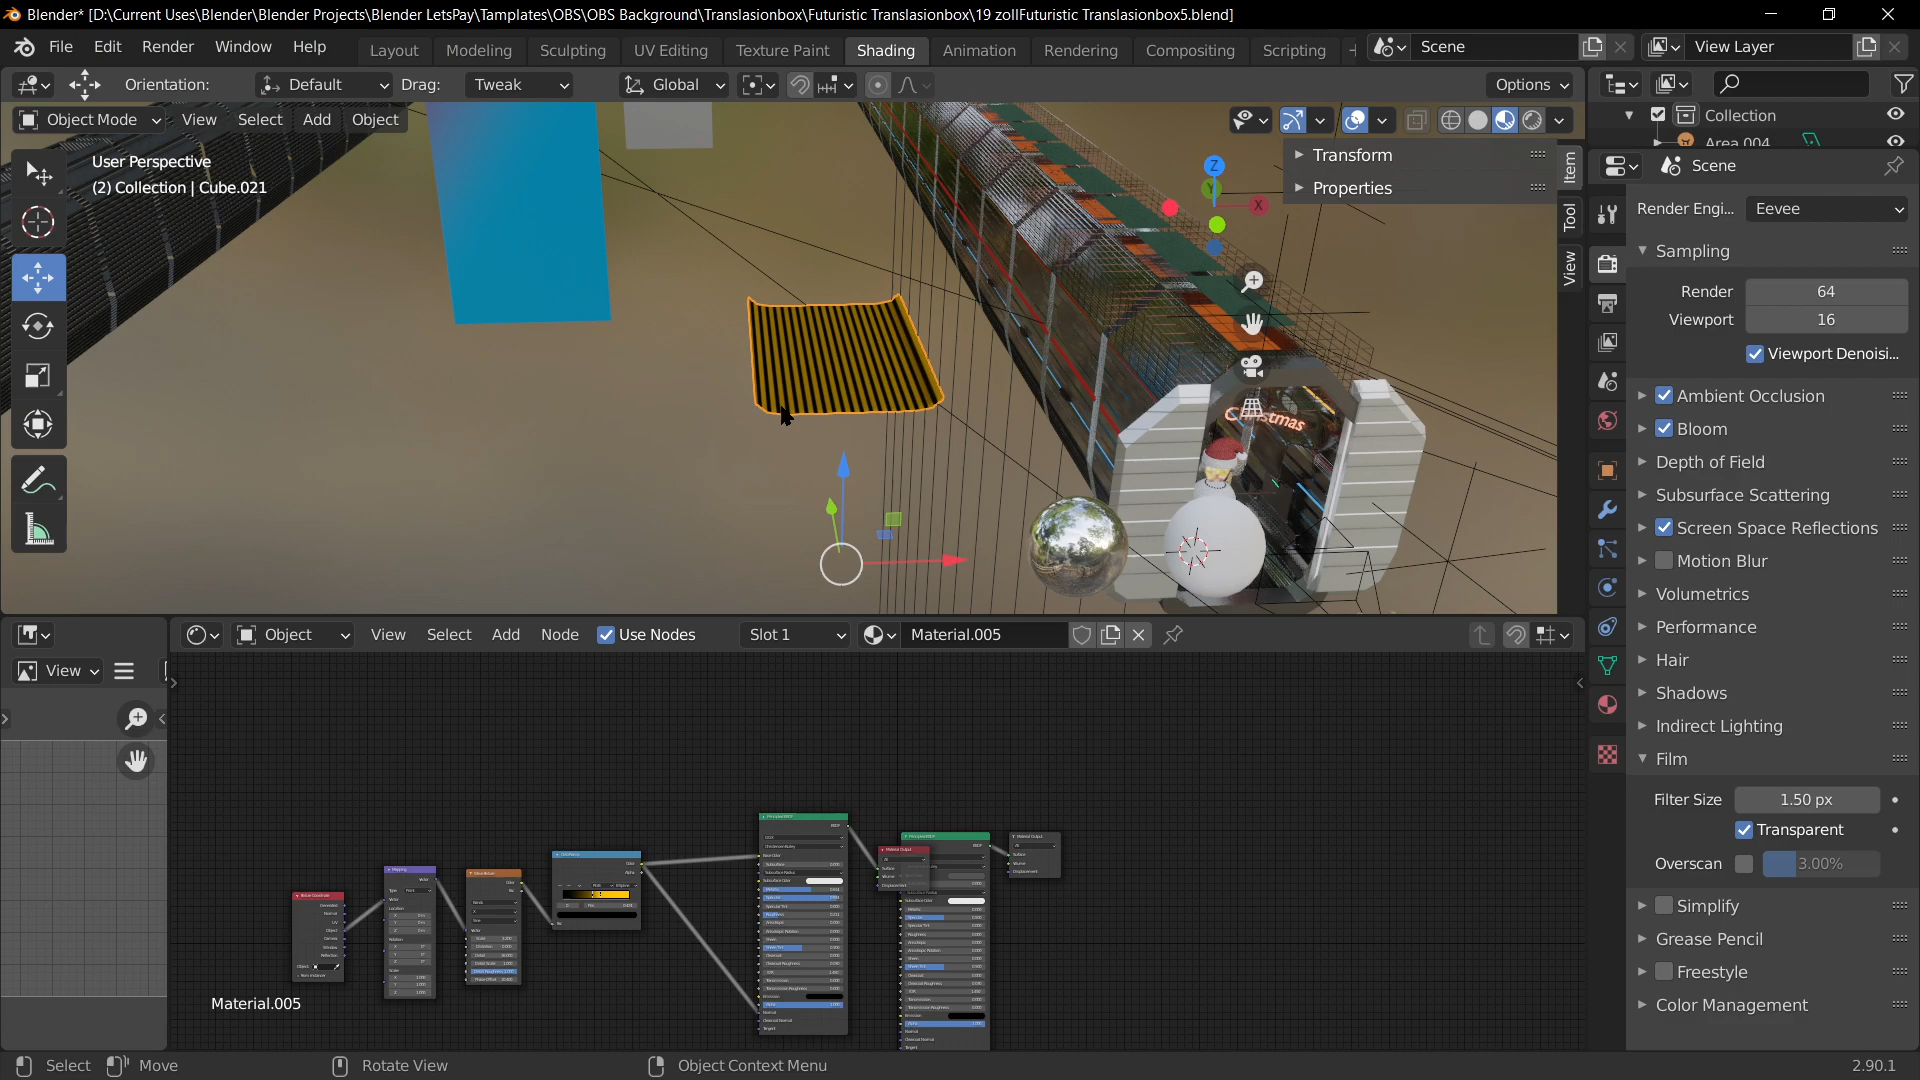 Blender* [D:\Current Uses\Blender\Blender Projects\Blender LetsPay\Tamplates\OBS\OBS Background\Translasionbox\Futuristic Translasionbox\19 zollFuturistic Translasionbox5.blend]
File Edit Render Window Help
Layout Modeling Sculpting UV Editing Texture Paint Shading Animation Rendering Compositing Scripting
Scene
View Layer
Orientation: Default Drag: Tweak Global Options
Object Mode View Select Add Object
User Perspective
(2) Collection | Cube.021
Z
Y
X
Christmas
Transform
Properties
Item
Tool
View
Collection
Area.004
Scene
Render Engi... Eevee
Sampling
Render 64
Viewport 16
Viewport Denoisi...
Ambient Occlusion
Bloom
Depth of Field
Subsurface Scattering
Screen Space Reflections
Motion Blur
Volumetrics
Performance
Hair
Shadows
Indirect Lighting
Film
Filter Size 1.50 px
Transparent
Overscan 3.00%
Simplify
Grease Pencil
Freestyle
Color Management
View
Object View Select Add Node Use Nodes Slot 1 Material.005
Material.005
Select Move Rotate View Object Context Menu 2.90.1